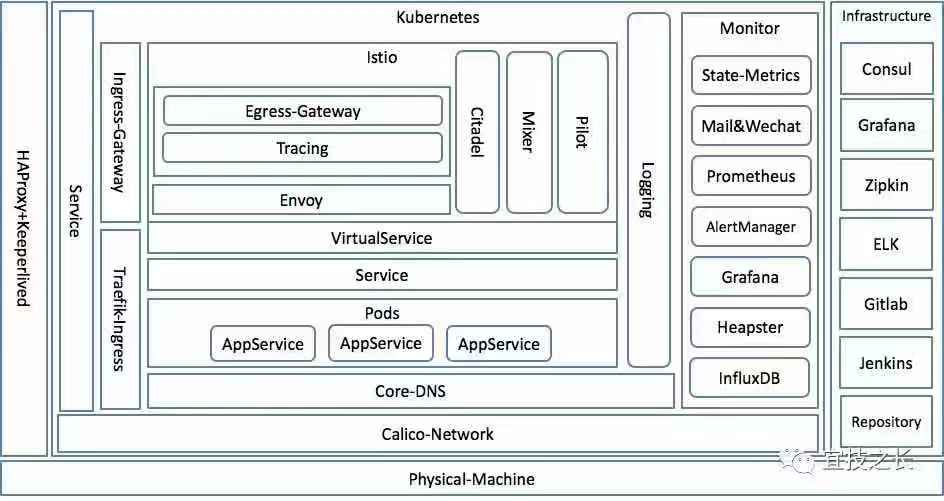 HAProxy+Keeperlived
Kubernetes
Service
Ingress-Gateway
Traefik-Ingress
Istio
Egress-Gateway
Tracing
Envoy
Citadel
Mixer
Pilot
VirtualService
Service
Pods
AppService
AppService
AppService
Core-DNS
Logging
Monitor
State-Metrics
Mail&Wechat
Prometheus
AlertManager
Grafana
Heapster
InfluxDB
Calico-Network
Infrastructure
Consul
Grafana
Zipkin
ELK
Gitlab
Jenkins
Repository
Physical-Machine
宜技之长